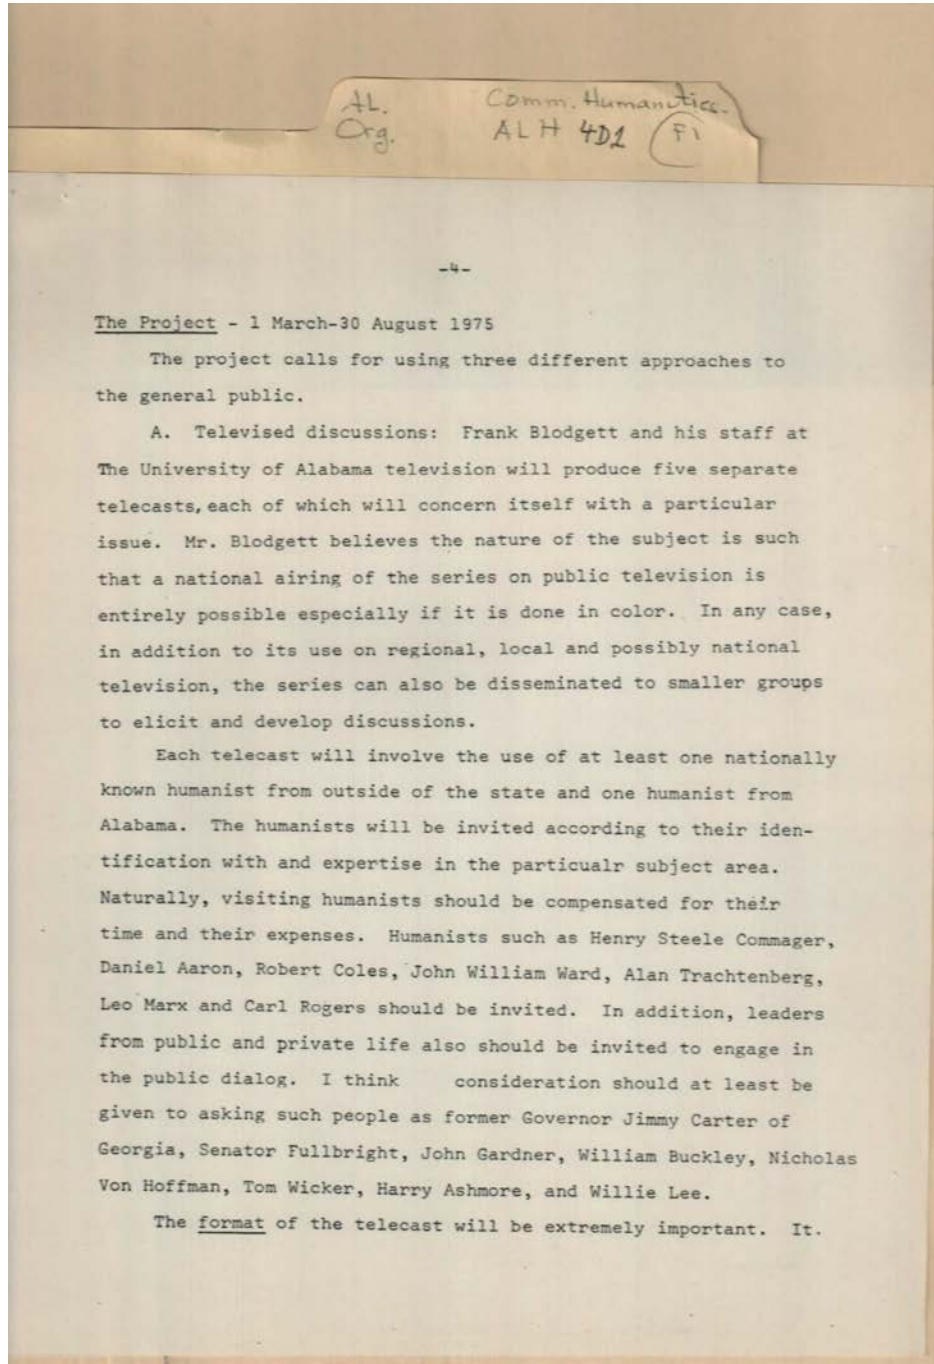 AL. Comm. Humanities.
Org. ALH 4D1 F1
-4-
The Project - 1 March-30 August 1975
The project calls for using three different approaches to
the general public.
A. Televised discussions: Frank Blodgett and his staff at
The University of Alabama television will produce five separate
telecasts, each of which will concern itself with a particular
issue. Mr. Blodgett believes the nature of the subject is such
that a national airing of the series on public television is
entirely possible especially if it is done in color. In any case,
in addition to its use on regional, local and possibly national
television, the series can also be disseminated to smaller groups
to elicit and develop discussions.
Each telecast will involve the use of at least one nationally
known humanist from outside of the state and one humanist from
Alabama. The humanists will be invited according to their iden-
tification with and expertise in the particualr subject area.
Naturally, visiting humanists should be compensated for their
time and their expenses. Humanists such as Henry Steele Commager,
Daniel Aaron, Robert Coles, John William Ward, Alan Trachtenberg,
Leo Marx and Carl Rogers should be invited. In addition, leaders
from public and private life also should be invited to engage in
the public dialog. I think consideration should at least be
given to asking such people as former Governor Jimmy Carter of
Georgia, Senator Fullbright, John Gardner, William Buckley, Nicholas
Von Hoffman, Tom Wicker, Harry Ashmore, and Willie Lee.
The format of the telecast will be extremely important. It.